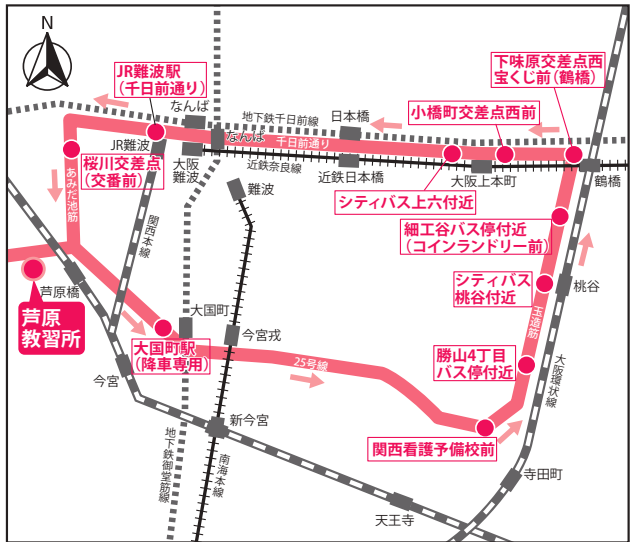 N
JR難波駅
(千日前通り)
下味原交差点西
宝くじ前(鶴橋)
なんば
地下鉄千日前線
日本橋
小橋町交差点西前
JR難波
なんば
千日前通り
桜川交差点
(交番前)
大阪
難波
近鉄奈良線
近鉄日本橋
大阪上本町
鶴橋
シティバス上六付近
あみだ池筋
関西本線
難波
細工谷バス停付近
(コインランドリー前)
芦原橋
シティバス
桃谷付近
桃谷
芦原
教習所
大国町
今宮戎
玉造筋
大国町駅
(降車専用)
25号線
勝山4丁目
バス停付近
大阪環状線
今宮
新今宮
関西看護予備校前
地下鉄御堂筋線
南海本線
寺田町
天王寺